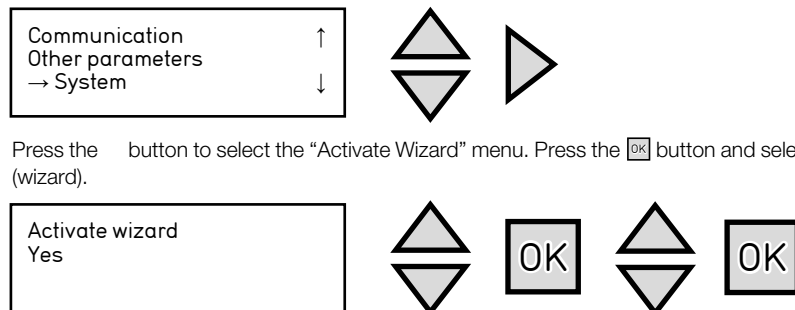 Communication ↑
Other parameters
→ System ↓
Press the button to select the “Activate Wizard” menu. Press the OK button and sele
(wizard).
Activate wizard
Yes
OK OK